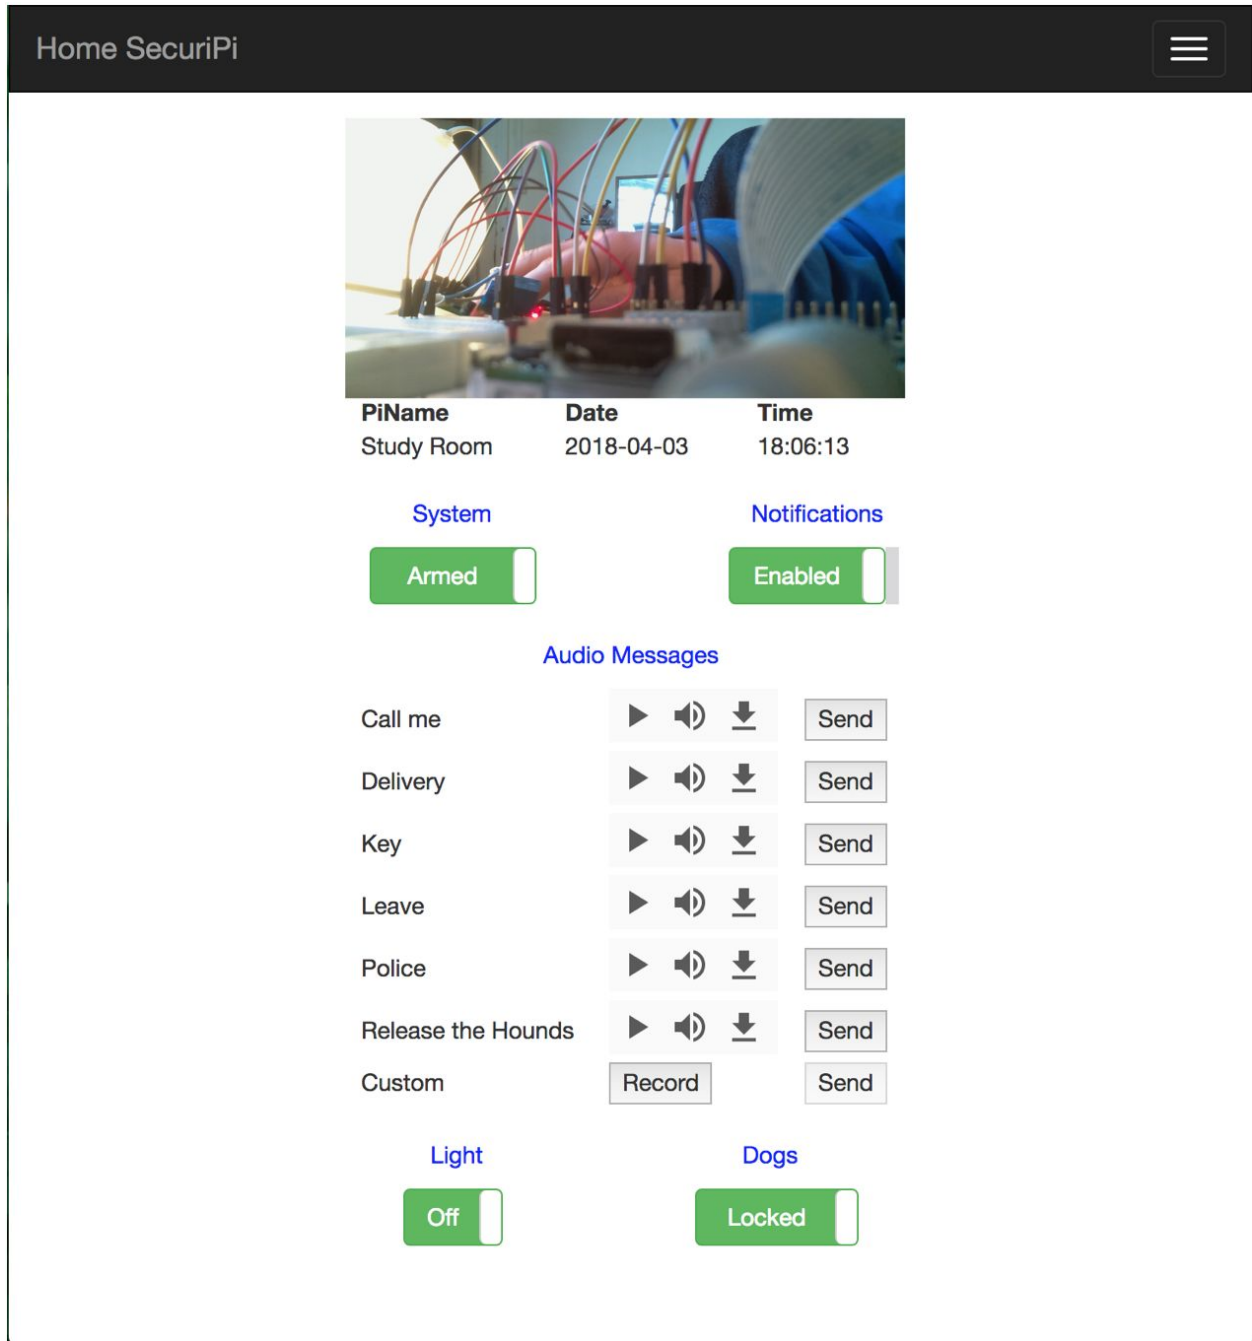 Home SecuriPi
PiName Date Time
Study Room 2018-04-03 18:06:13
System Notifications
Armed Enabled
Audio Messages
Call me Send
Delivery Send
Key Send
Leave Send
Police Send
Release the Hounds Send
Custom Record Send
Light Dogs
Off Locked